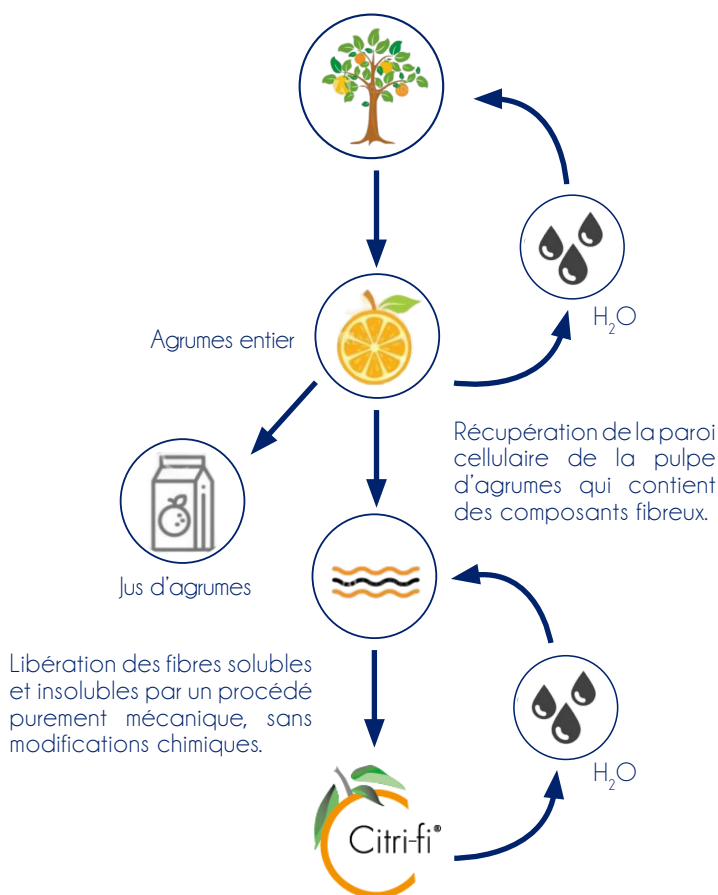 H₂O
Agrumes entier
Récupération de la paroi
cellulaire de la pulpe
d'agrumes qui contient
des composants fibreux.
Jus d'agrumes
Libération des fibres solubles
et insolubles par un procédé
purement mécanique, sans
modifications chimiques.
H₂O
Citri-fi®